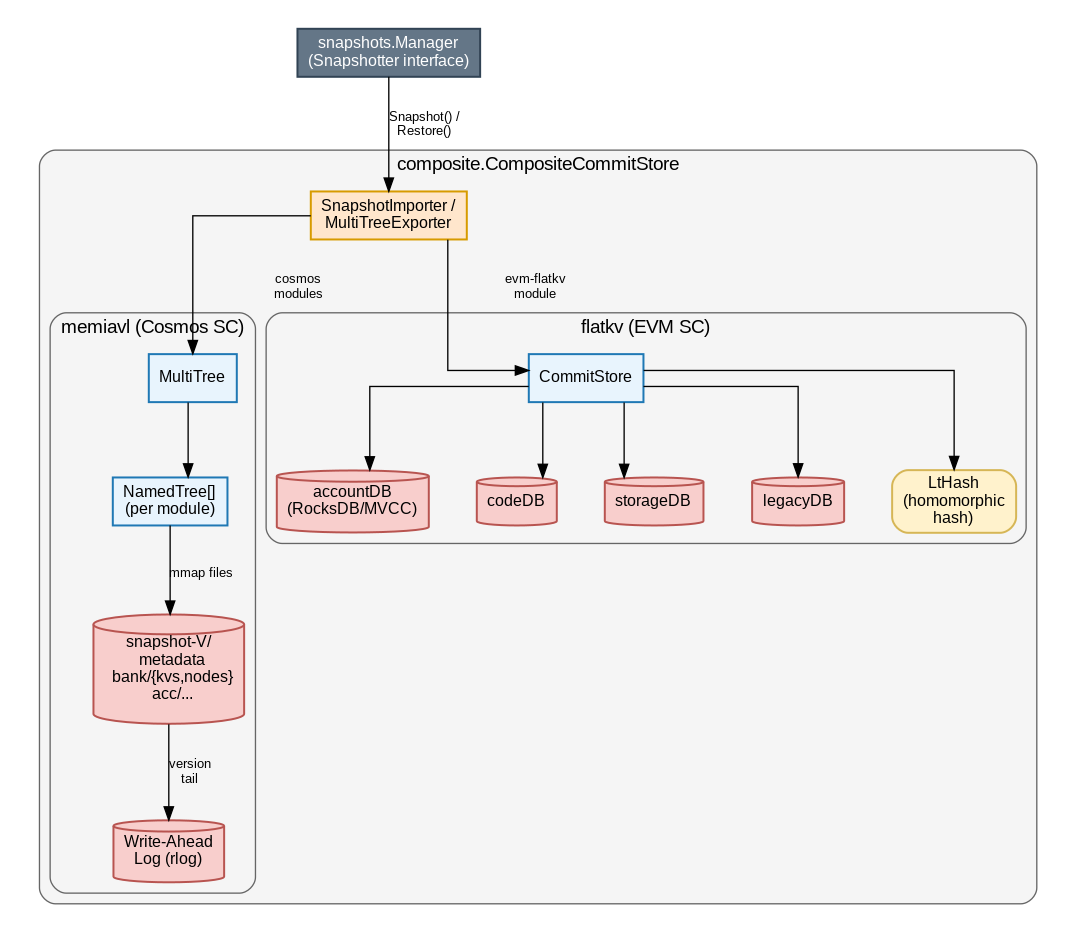 snapshots.Manager
(Snapshotter interface)
Snapshot() /
Restore()
composite.CompositeCommitStore
SnapshotImporter /
MultiTreeExporter
cosmos
modules
evm-flatkv
module
memiavl (Cosmos SC)
flatkv (EVM SC)
MultiTree
CommitStore
NamedTree[]
(per module)
accountDB
(RocksDB/MVCC)
codeDB
storageDB
legacyDB
LtHash
(homomorphic
hash)
mmap files
snapshot-V/
metadata
bank/{kvs,nodes}
acc/...
version
tail
Write-Ahead
Log (rlog)